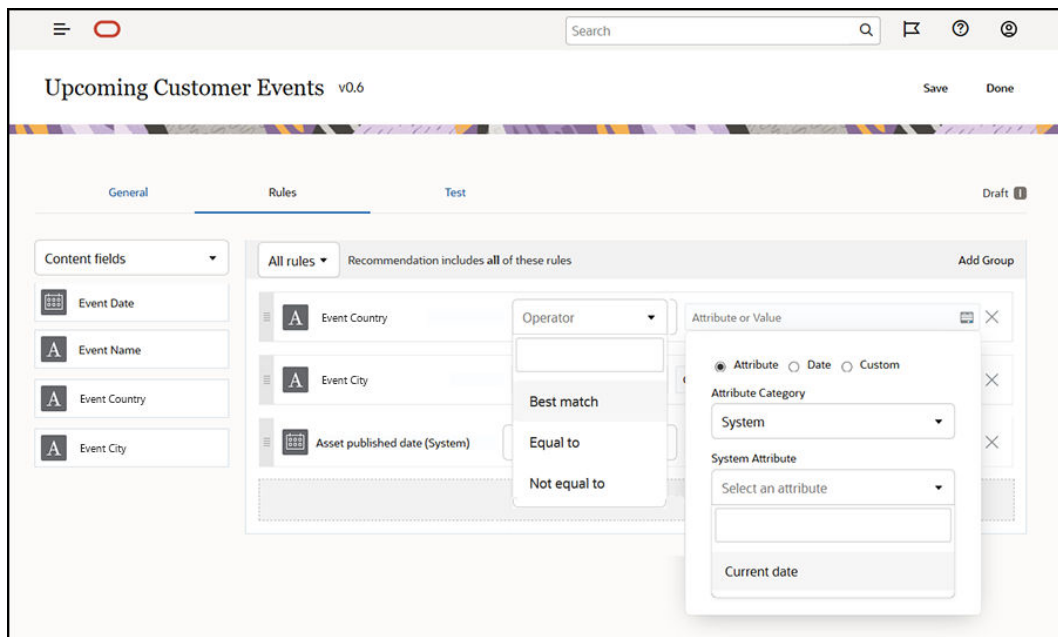 Search
Upcoming Customer Events v0.6
Save Done
General Rules Test Draft
Content fields
Event Date
Event Name
Event Country
Event City
All rules Recommendation includes all of these rules Add Group
A Event Country Operator Attribute or Value
A Event City
Asset published date (System)
Best match
Equal to
Not equal to
Attribute Date Custom
Attribute Category
System
System Attribute
Select an attribute
Current date